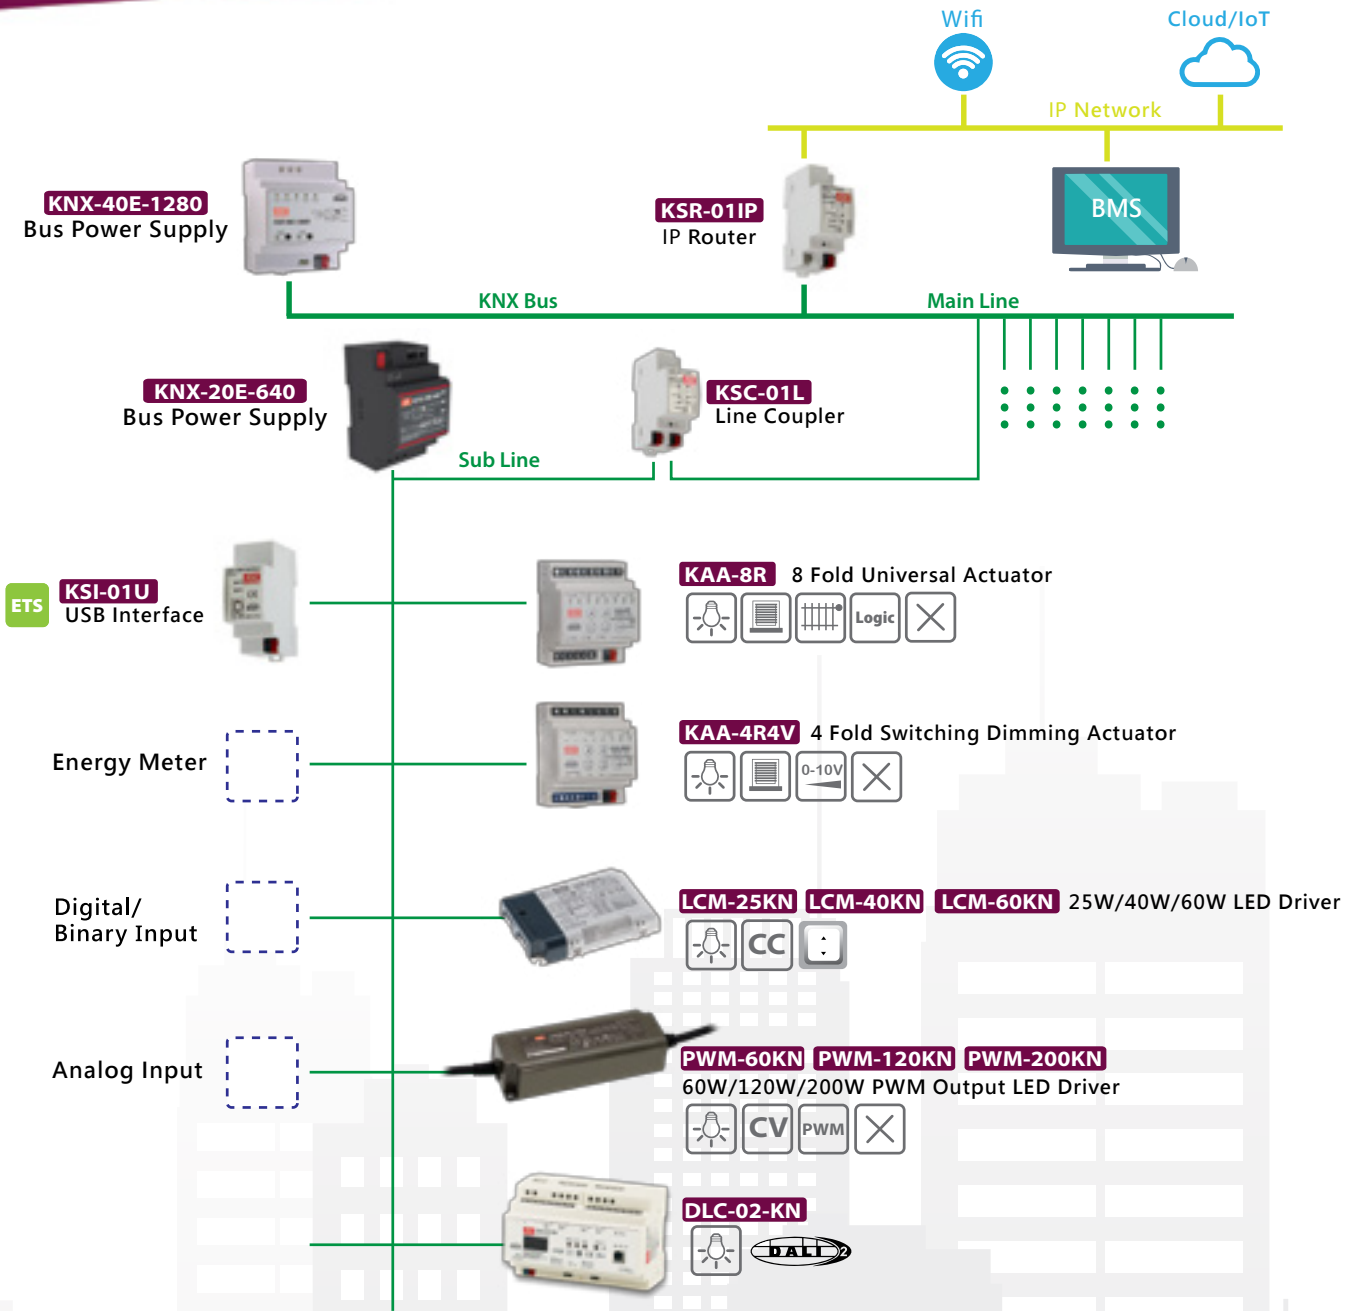 Wifi
Cloud/IoT
IP Network
KNX-40E-1280
Bus Power Supply
KSR-01IP
IP Router
BMS
KNX Bus
Main Line
KNX-20E-640
Bus Power Supply
KSC-01L
Line Coupler
Sub Line
ETS
KSI-01U
USB Interface
KAA-8R 8 Fold Universal Actuator
Logic
Energy Meter
KAA-4R4V 4 Fold Switching Dimming Actuator
0-10V
Digital/
Binary Input
LCM-25KN LCM-40KN LCM-60KN 25W/40W/60W LED Driver
CC
Analog Input
PWM-60KN PWM-120KN PWM-200KN
60W/120W/200W PWM Output LED Driver
CV PWM
DLC-02-KN
DALI 2